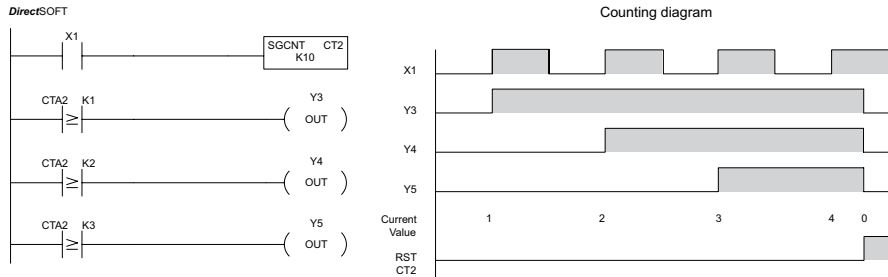 DirectSOFT
X1
SGCNT CT2
K10
CTA2 K1
≥
Y3
OUT
CTA2 K2
≥
Y4
OUT
CTA2 K3
≥
Y5
OUT
Counting diagram
X1
Y3
Y4
Y5
Current
Value
1 2 3 4 0
RST
CT2